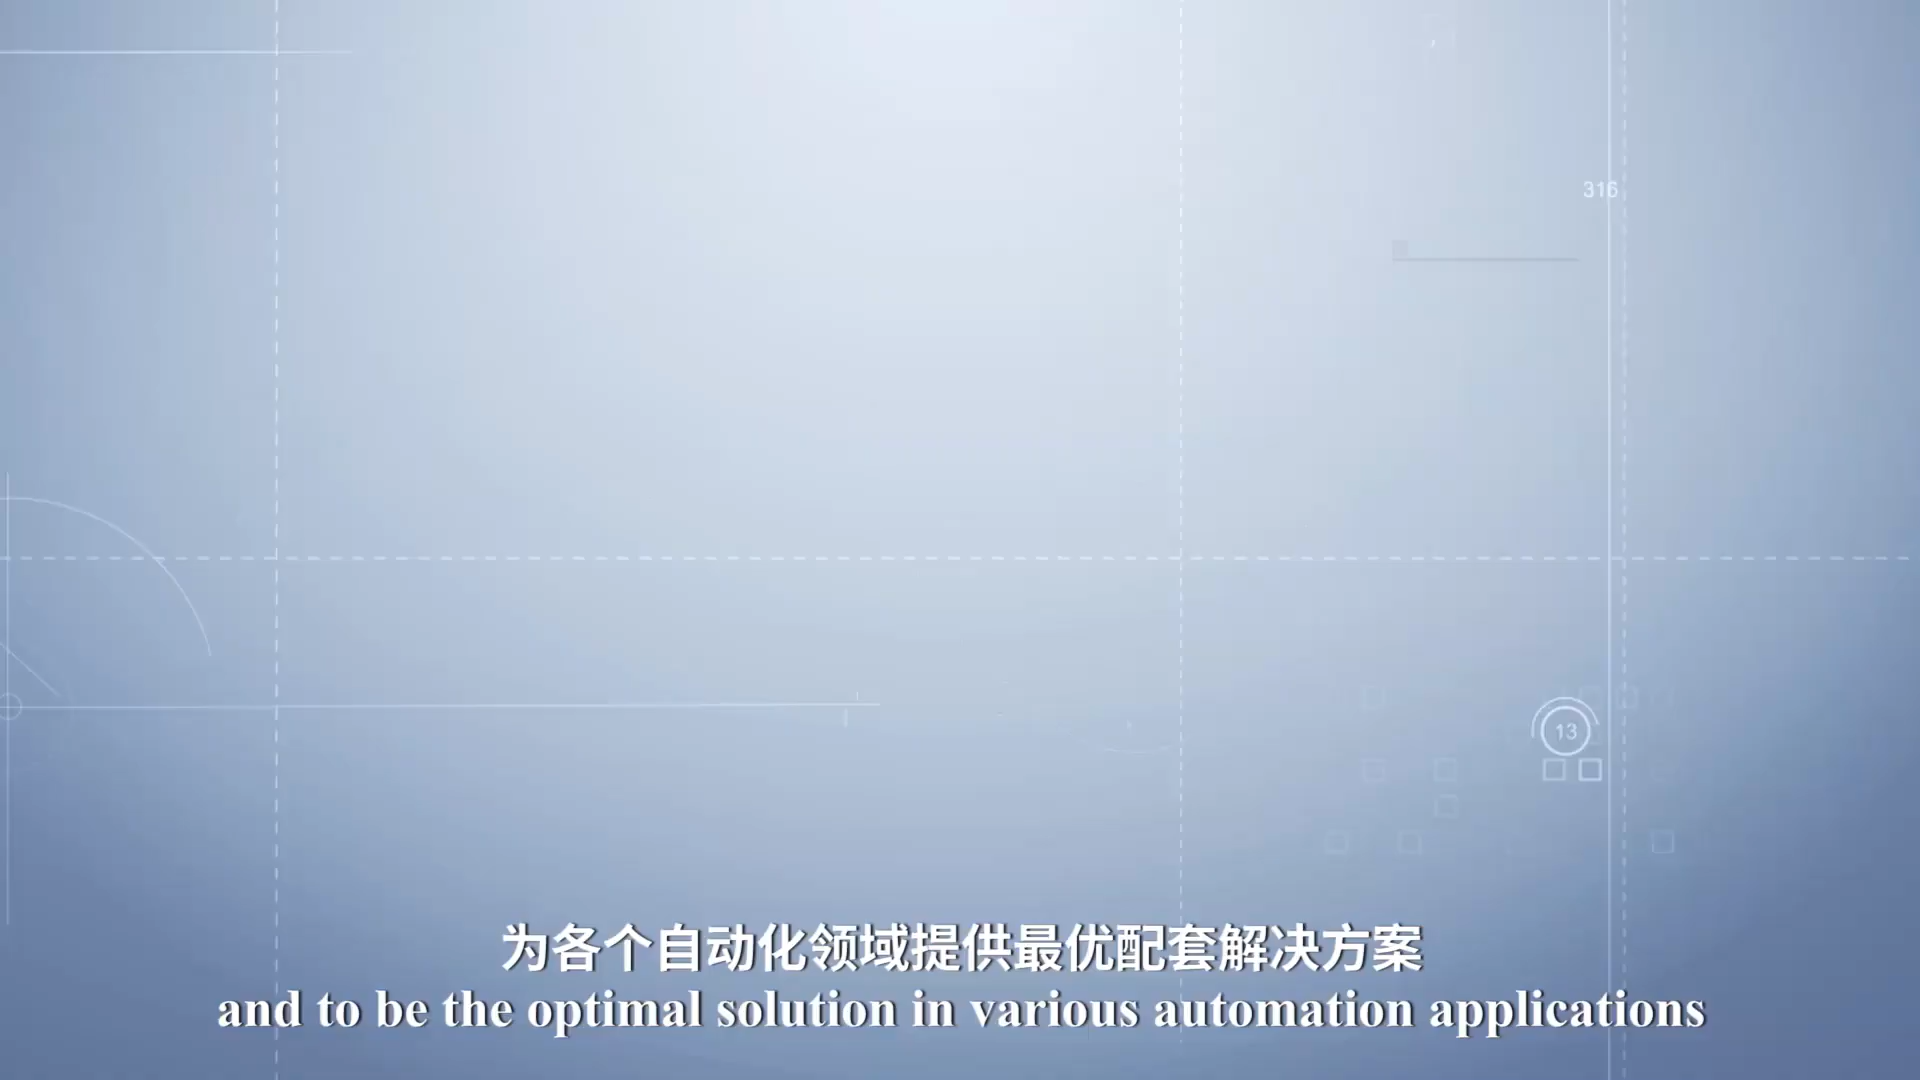 316
13
为各个自动化领域提供最优配套解决方案
and to be the optimal solution in various automation applications